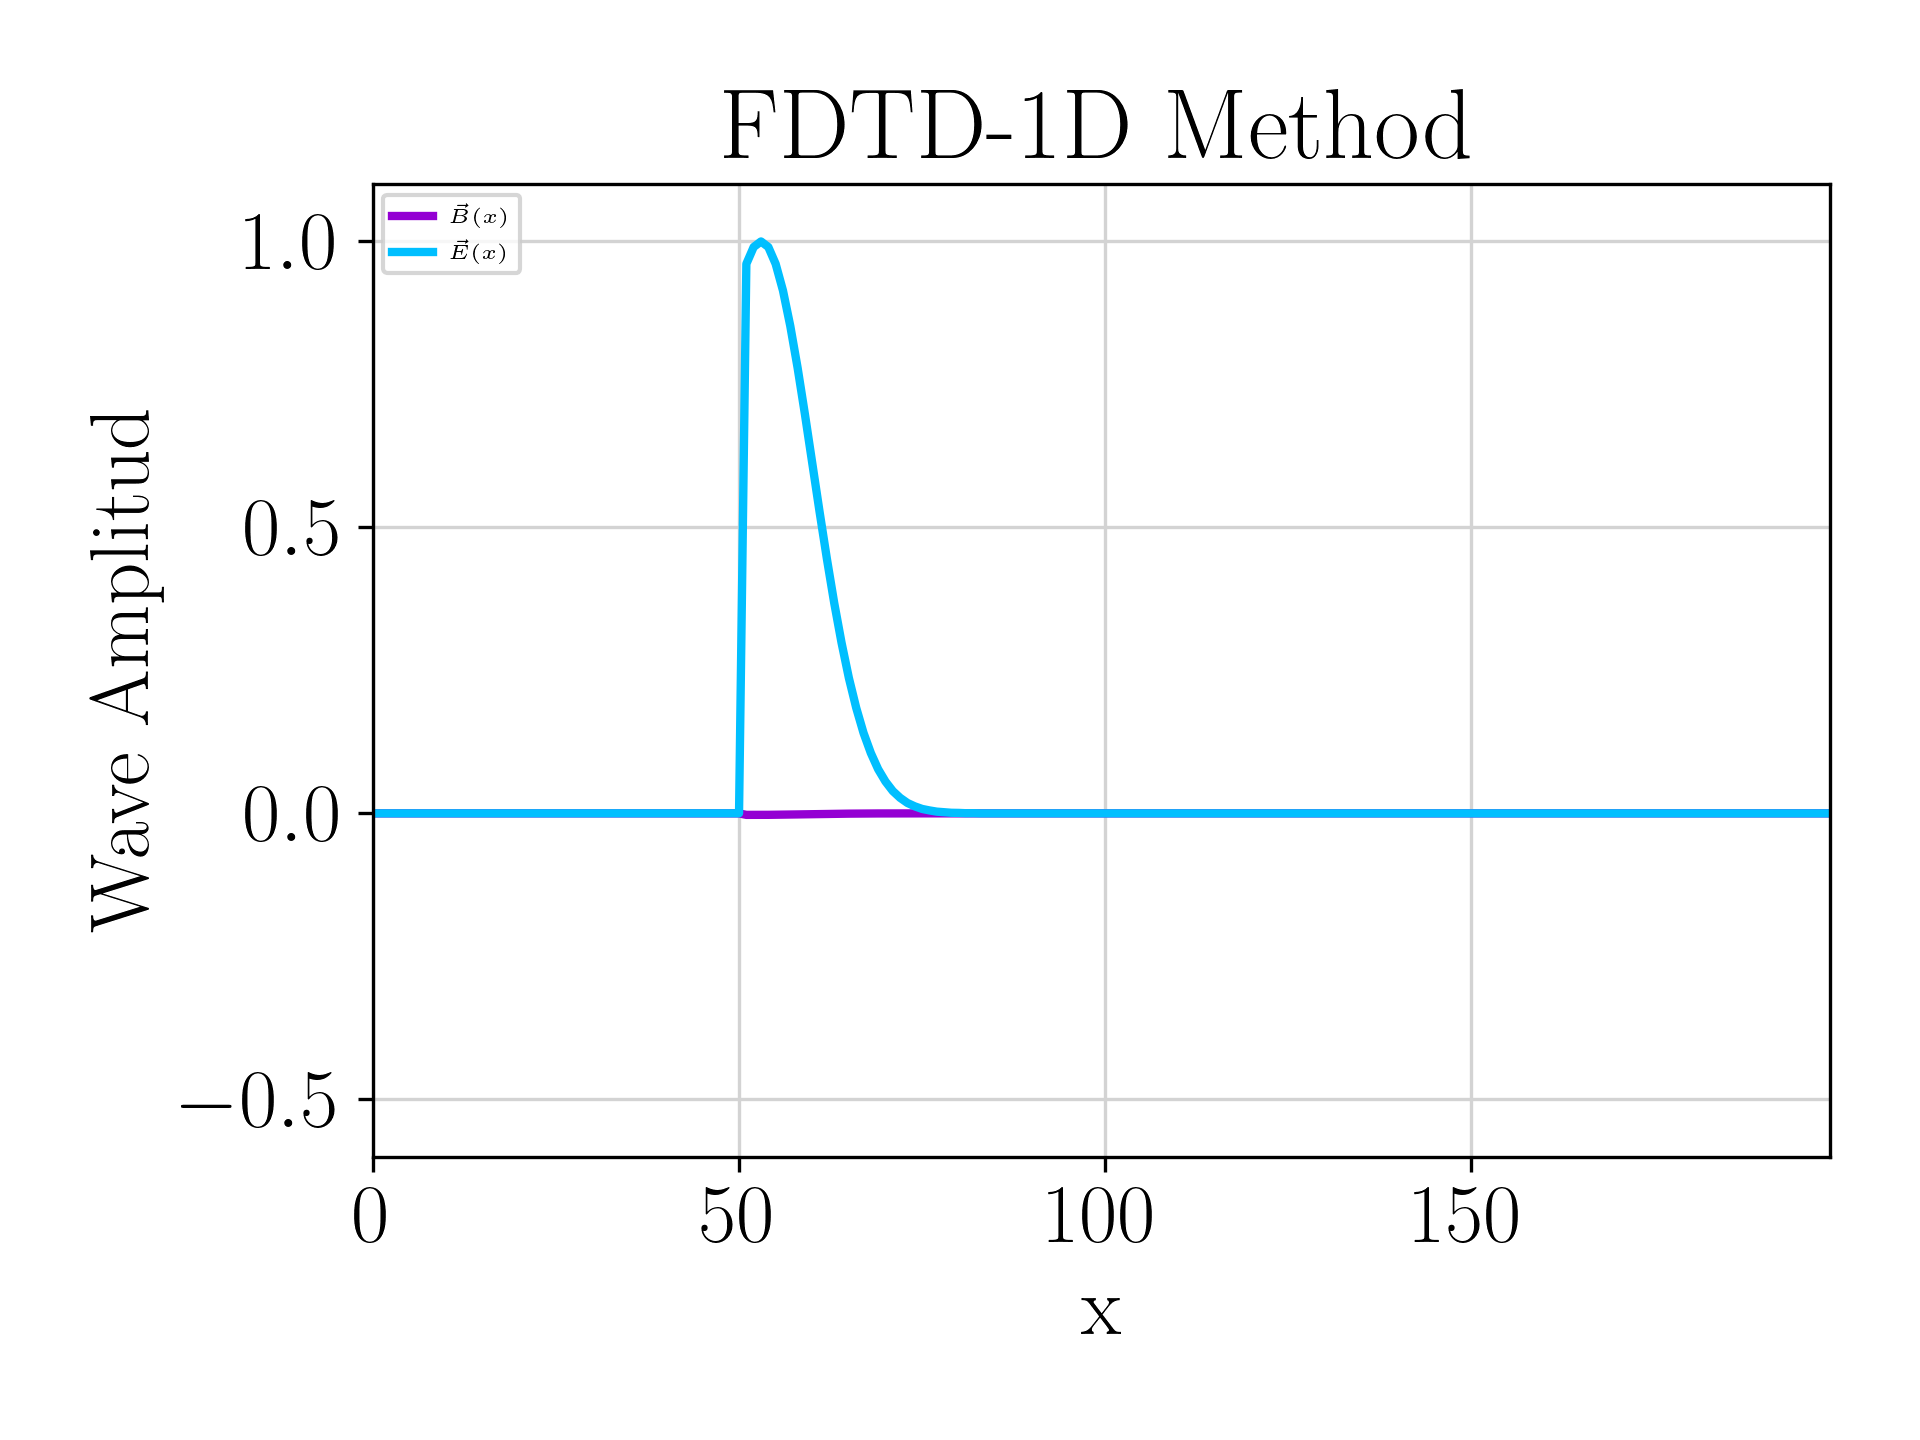 FDTD-1D Method
$\vec{B}(x)$
$\vec{E}(x)$
1.0
0.5
0.0
−0.5
Wave Amplitud
0 50 100 150
x